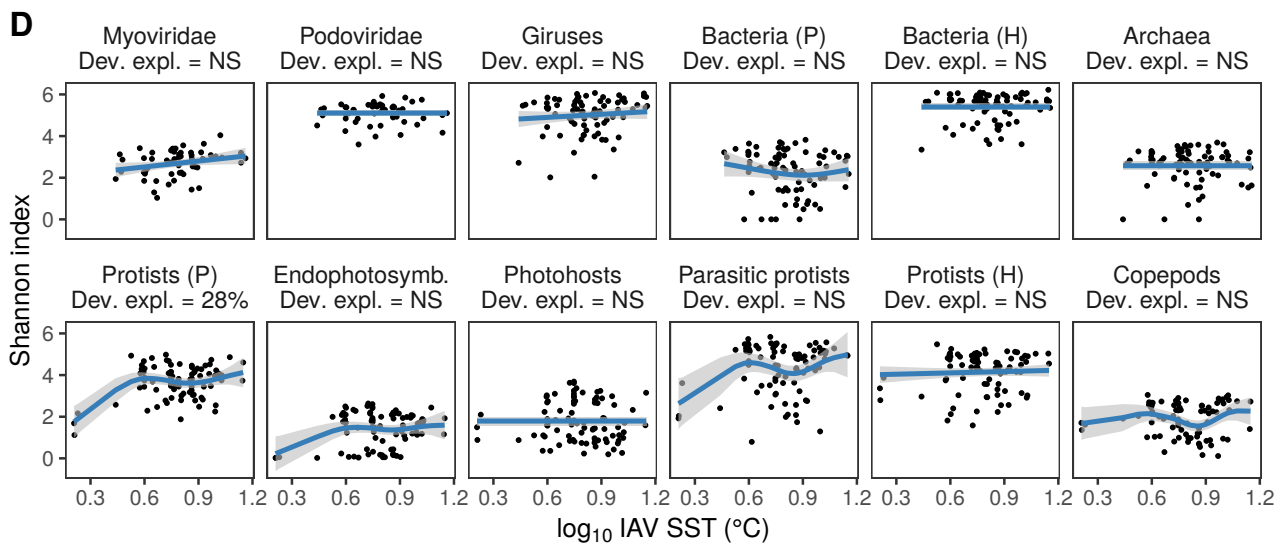 D
Myoviridae
Dev. expl. = NS
Podoviridae
Dev. expl. = NS
Giruses
Dev. expl. = NS
Bacteria (P)
Dev. expl. = NS
Bacteria (H)
Dev. expl. = NS
Archaea
Dev. expl. = NS
6
4
2
0
Shannon index
Protists (P)
Dev. expl. = 28%
Endophotosymb.
Dev. expl. = NS
Photohosts
Dev. expl. = NS
Parasitic protists
Dev. expl. = NS
Protists (H)
Dev. expl. = NS
Copepods
Dev. expl. = NS
6
4
2
0
0.3 0.6 0.9 1.2
0.3 0.6 0.9 1.2
0.3 0.6 0.9 1.2
0.3 0.6 0.9 1.2
0.3 0.6 0.9 1.2
0.3 0.6 0.9 1.2
log₁₀ IAV SST (°C)